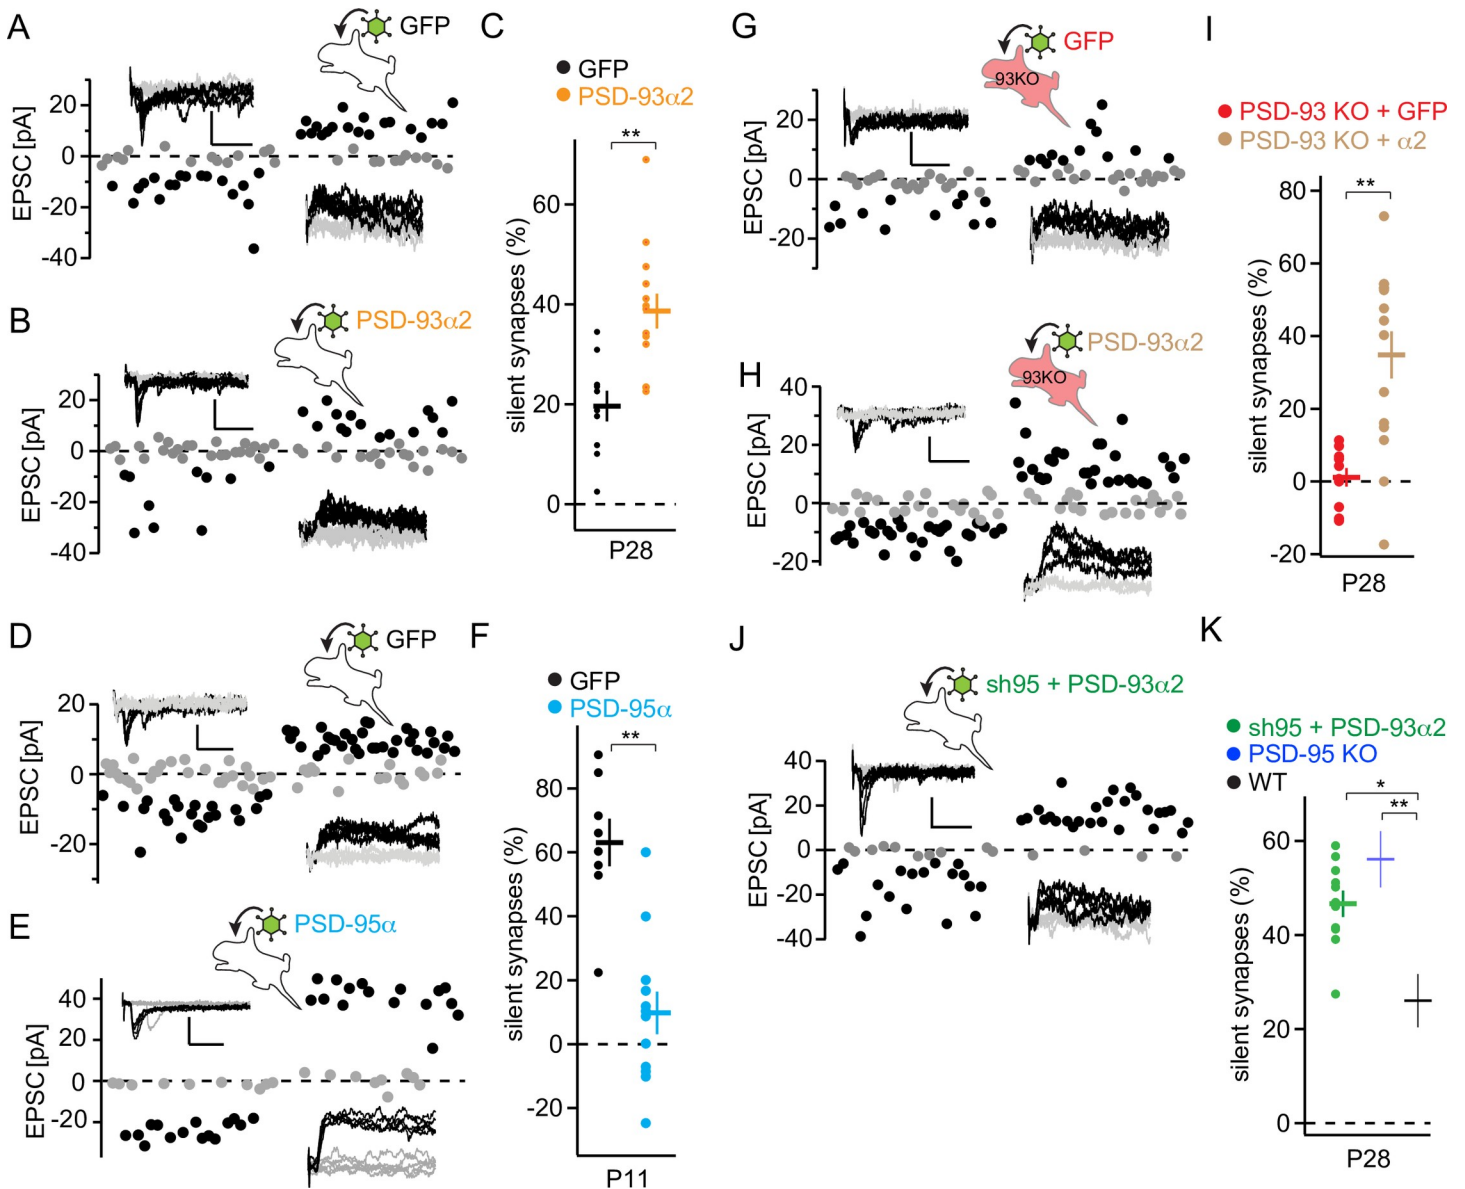 A
GFP
EPSC [pA]
20
0
-20
-40
B
PSD-93α2
EPSC [pA]
20
0
-20
-40
C
GFP
PSD-93α2
**
silent synapses (%)
60
40
20
0
P28
D
GFP
EPSC [pA]
20
0
-20
E
PSD-95α
EPSC [pA]
40
20
0
-20
F
GFP
PSD-95α
**
silent synapses (%)
80
60
40
20
0
-20
P11
G
GFP
93KO
EPSC [pA]
20
0
-20
H
PSD-93α2
93KO
EPSC [pA]
40
20
0
-20
I
PSD-93 KO + GFP
PSD-93 KO + α2
**
silent synapses (%)
80
60
40
20
0
-20
P28
J
sh95 + PSD-93α2
EPSC [pA]
40
20
0
-20
-40
K
sh95 + PSD-93α2
PSD-95 KO
WT
*
**
silent synapses (%)
60
40
20
0
P28